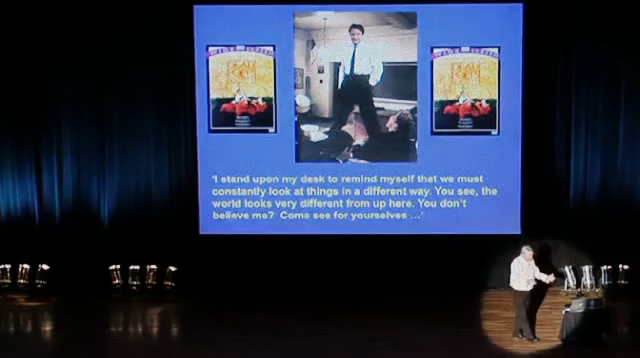 'I stand upon my desk to remind myself that we must
constantly look at things in a different way. You see, the
world looks very different from up here. You don't
believe me?  Come see for yourselves ...'